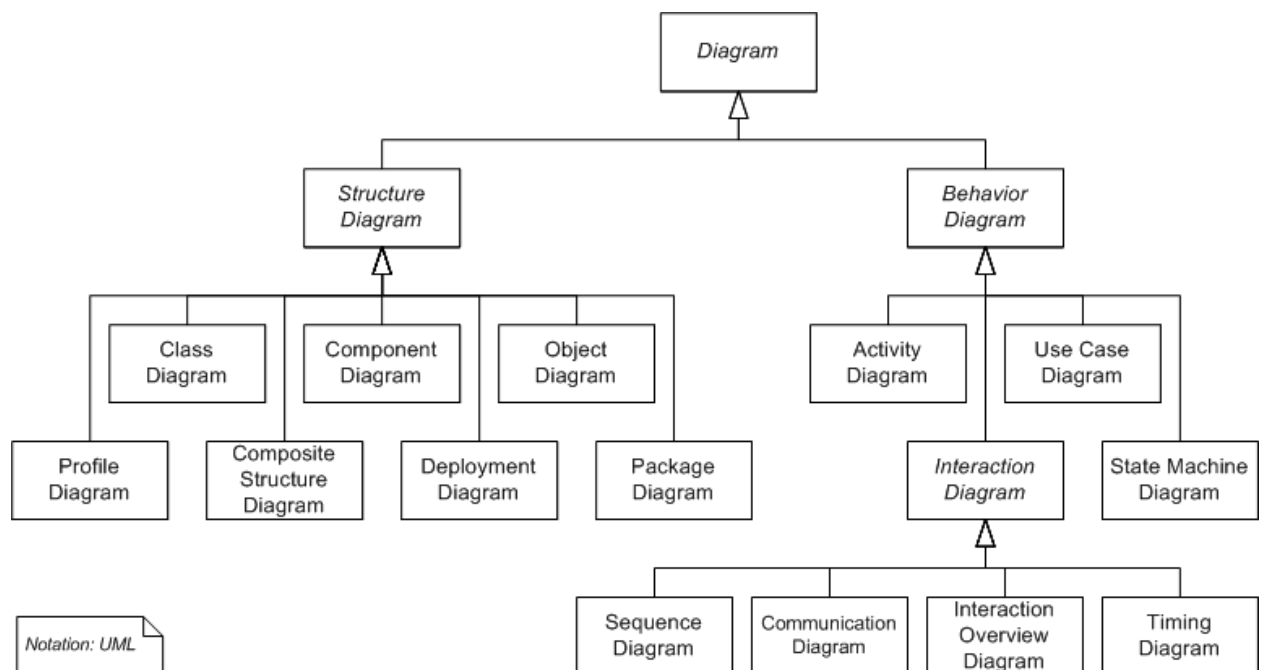 Diagram
Structure
Diagram
Behavior
Diagram
Class
Diagram
Component
Diagram
Object
Diagram
Activity
Diagram
Use Case
Diagram
Profile
Diagram
Composite
Structure
Diagram
Deployment
Diagram
Package
Diagram
Interaction
Diagram
State Machine
Diagram
Sequence
Diagram
Communication
Diagram
Interaction
Overview
Diagram
Timing
Diagram
Notation: UML